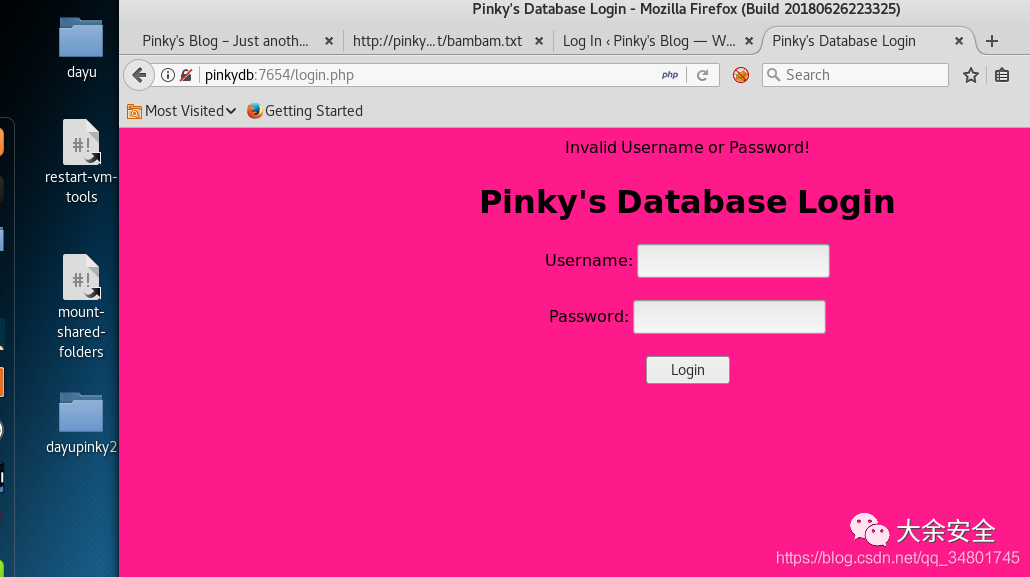 Pinky's Database Login - Mozilla Firefox (Build 20180626223325)
Pinky's Blog – Just anoth...
http://pinky...t/bambam.txt
Log In ‹ Pinky's Blog — W...
Pinky's Database Login
pinkydb:7654/login.php
php
Search
Most Visited
Getting Started
dayu
#!
restart-vm-
tools
#!
mount-
shared-
folders
dayupinky2
Invalid Username or Password!
Pinky's Database Login
Username:
Password:
Login
大余安全
https://blog.csdn.net/qq_34801745